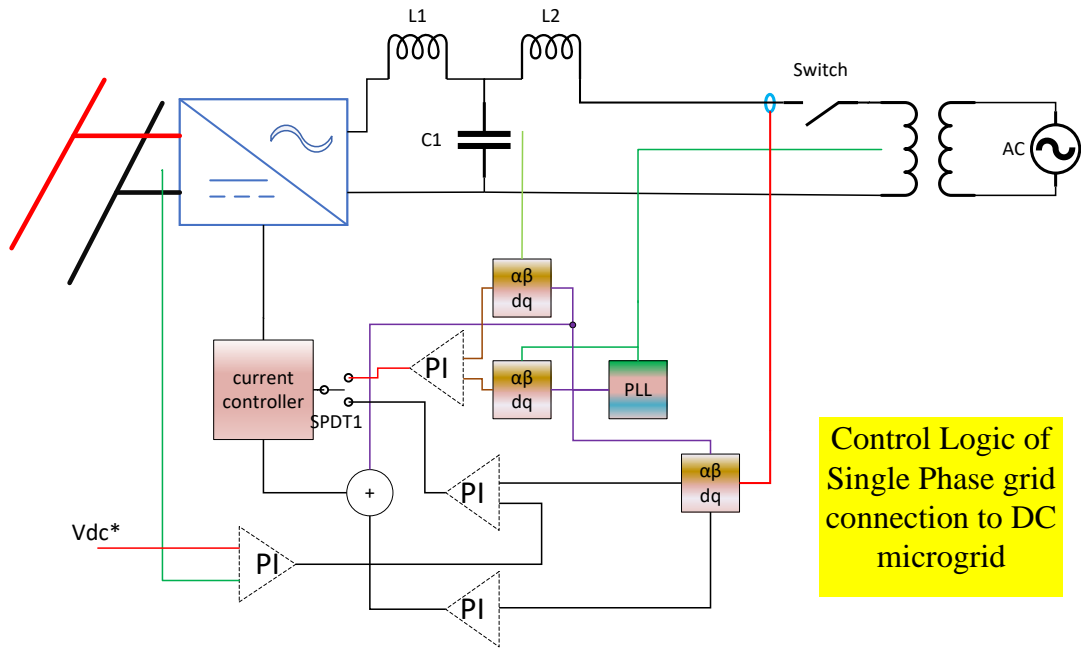 L1
L2
Switch
C1
AC
αβ
dq
PI
αβ
dq
PLL
current
controller
SPDT1
αβ
dq
PI
+
Vdc*
PI
PI
Control Logic of
Single Phase grid
connection to DC
microgrid